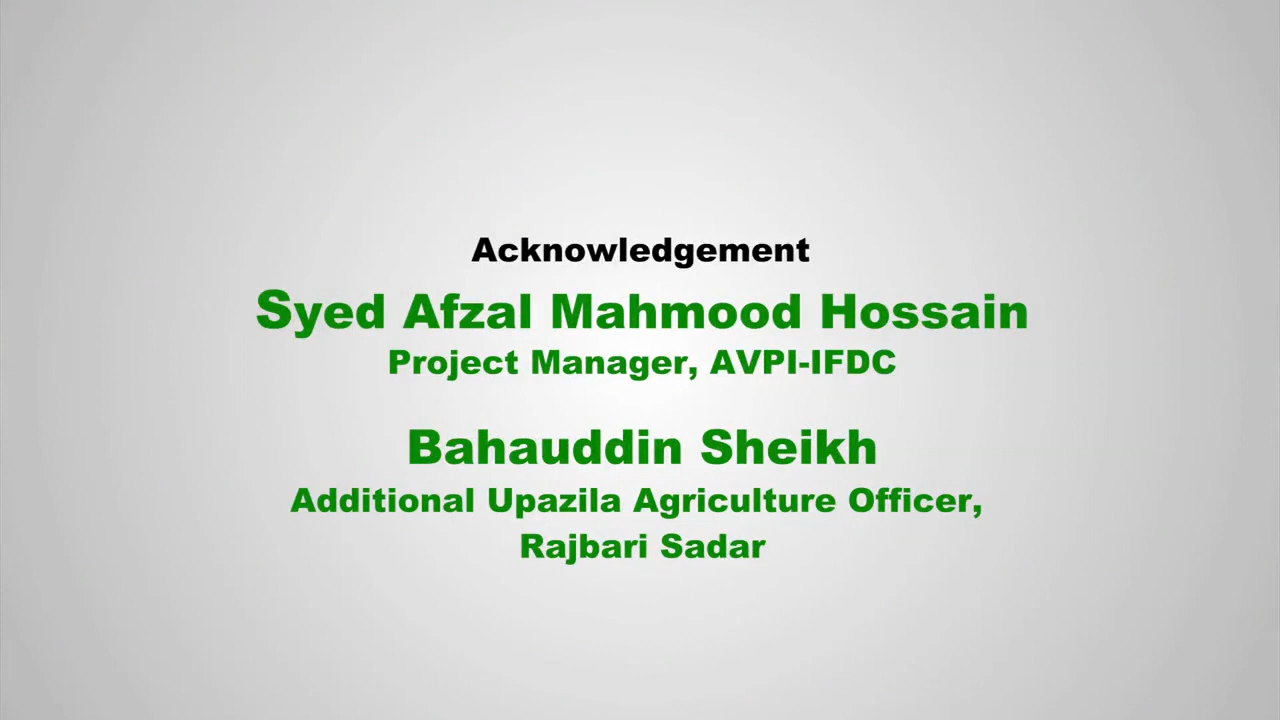 Acknowledgement
Syed Afzal Mahmood Hossain
Project Manager, AVPI-IFDC
Bahauddin Sheikh
Additional Upazila Agriculture Officer,
Rajbari Sadar